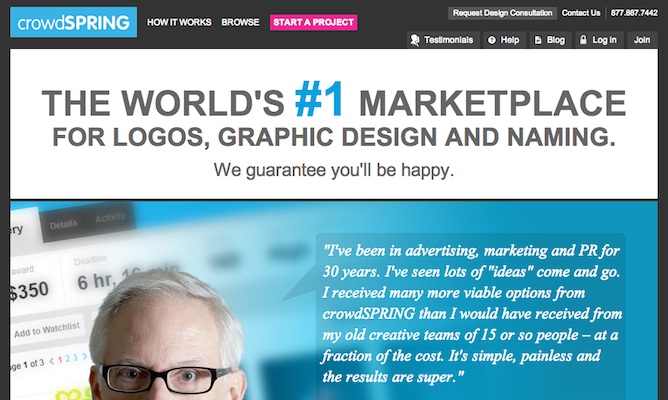 crowdSPRING
HOW IT WORKS BROWSE START A PROJECT
Request Design Consultation Contact Us 877.887.7442
Testimonials Help Blog Log in Join
THE WORLD'S #1 MARKETPLACE
FOR LOGOS, GRAPHIC DESIGN AND NAMING.
We guarantee you'll be happy.
ery Details Activity
award Deadline
$350 6 hr, 16 min
Add to Watchlist
ge 1 of 3 < 1 2 3 >
"I've been in advertising, marketing and PR for
30 years. I've seen lots of "ideas" come and go.
I received many more viable options from
crowdSPRING than I would have received from
my old creative teams of 15 or so people – at a
fraction of the cost. It's simple, painless and
the results are super."